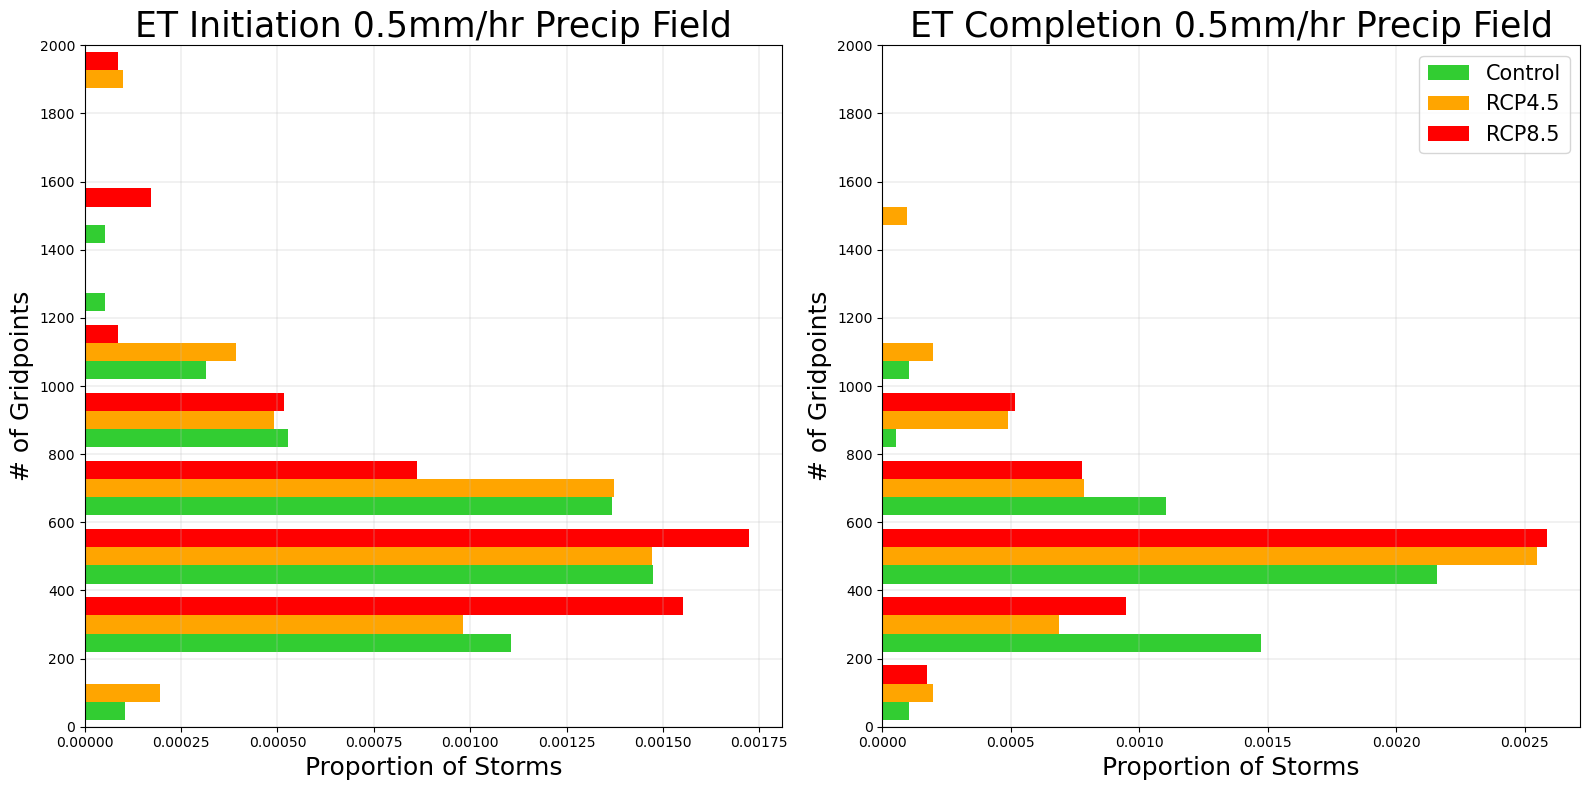 ET Initiation 0.5mm/hr Precip Field
2000
1800
1600
1400
1200
1000
800
600
400
200
0
# of Gridpoints
0.00000 0.00025 0.00050 0.00075 0.00100 0.00125 0.00150 0.00175
Proportion of Storms
ET Completion 0.5mm/hr Precip Field
Control
RCP4.5
RCP8.5
2000
1800
1600
1400
1200
1000
800
600
400
200
0
# of Gridpoints
0.0000 0.0005 0.0010 0.0015 0.0020 0.0025
Proportion of Storms